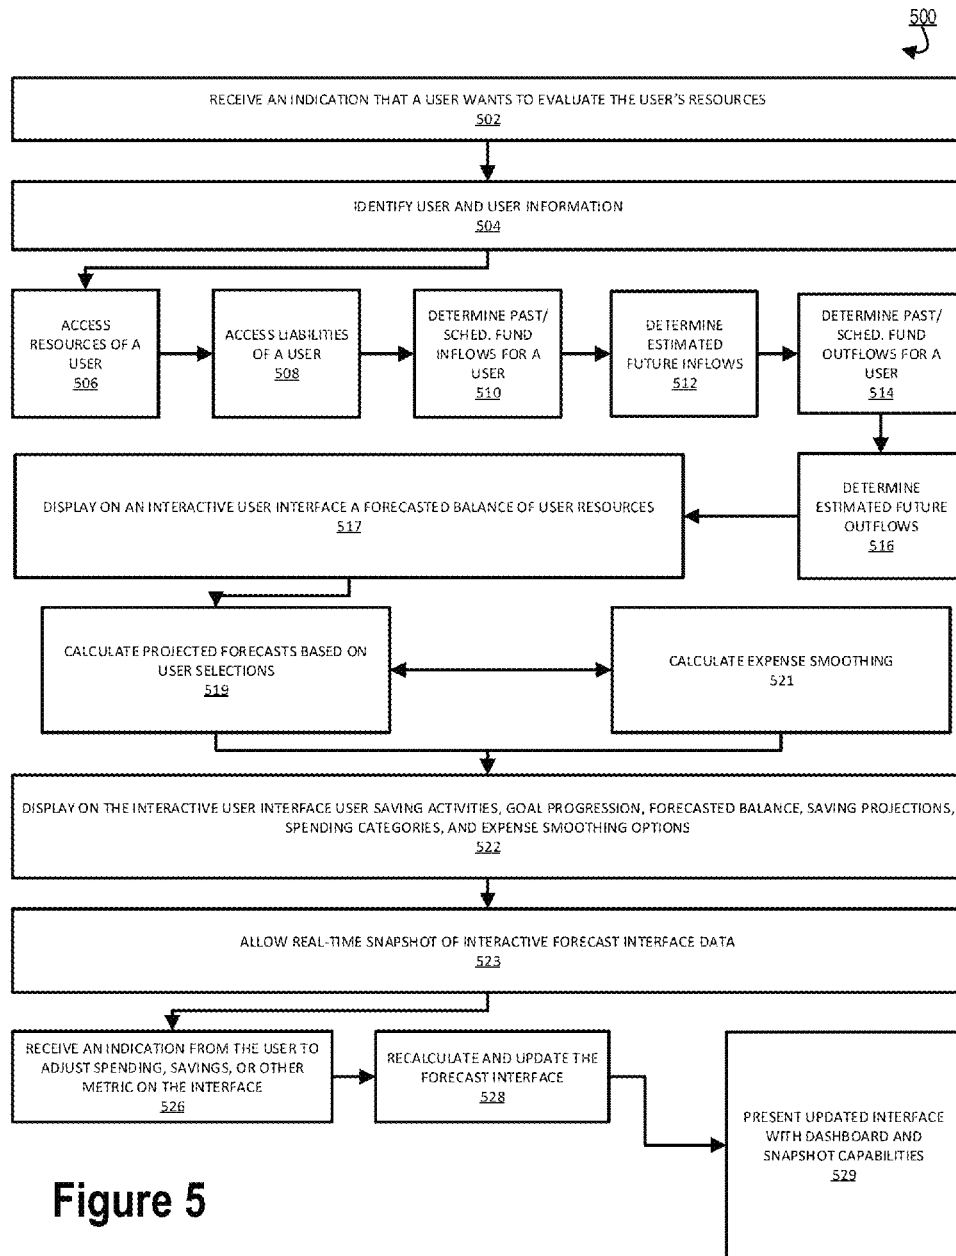 500
RECEIVE AN INDICATION THAT A USER WANTS TO EVALUATE THE USER'S RESOURCES
502
IDENTIFY USER AND USER INFORMATION
504
ACCESS
RESOURCES OF A
USER
506
ACCESS LIABILITIES
OF A USER
508
DETERMINE PAST/
SCHED. FUND
INFLOWS FOR A
USER
510
DETERMINE
ESTIMATED
FUTURE INFLOWS
512
DETERMINE PAST/
SCHED. FUND
OUTFLOWS FOR A
USER
514
DISPLAY ON AN INTERACTIVE USER INTERFACE A FORECASTED BALANCE OF USER RESOURCES
517
DETERMINE
ESTIMATED FUTURE
OUTFLOWS
516
CALCULATE PROJECTED FORECASTS BASED ON
USER SELECTIONS
519
CALCULATE EXPENSE SMOOTHING
521
DISPLAY ON THE INTERACTIVE USER INTERFACE USER SAVING ACTIVITIES, GOAL PROGRESSION, FORECASTED BALANCE, SAVING PROJECTIONS,
SPENDING CATEGORIES, AND EXPENSE SMOOTHING OPTIONS
522
ALLOW REAL-TIME SNAPSHOT OF INTERACTIVE FORECAST INTERFACE DATA
523
RECEIVE AN INDICATION FROM THE USER TO
ADJUST SPENDING, SAVINGS, OR OTHER
METRIC ON THE INTERFACE
526
RECALCULATE AND UPDATE THE
FORECAST INTERFACE
528
PRESENT UPDATED INTERFACE
WITH DASHBOARD AND
SNAPSHOT CAPABILITIES
529
Figure 5